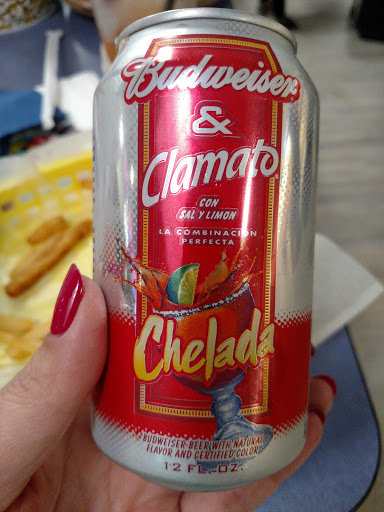 Budweiser
&
Clamato
CON
SAL Y LIMON
LA COMBINACIÓN
PERFECTA
Chelada
BUDWEISER BEER WITH NATURAL
FLAVOR AND CERTIFIED COLOR
12 FL. OZ.